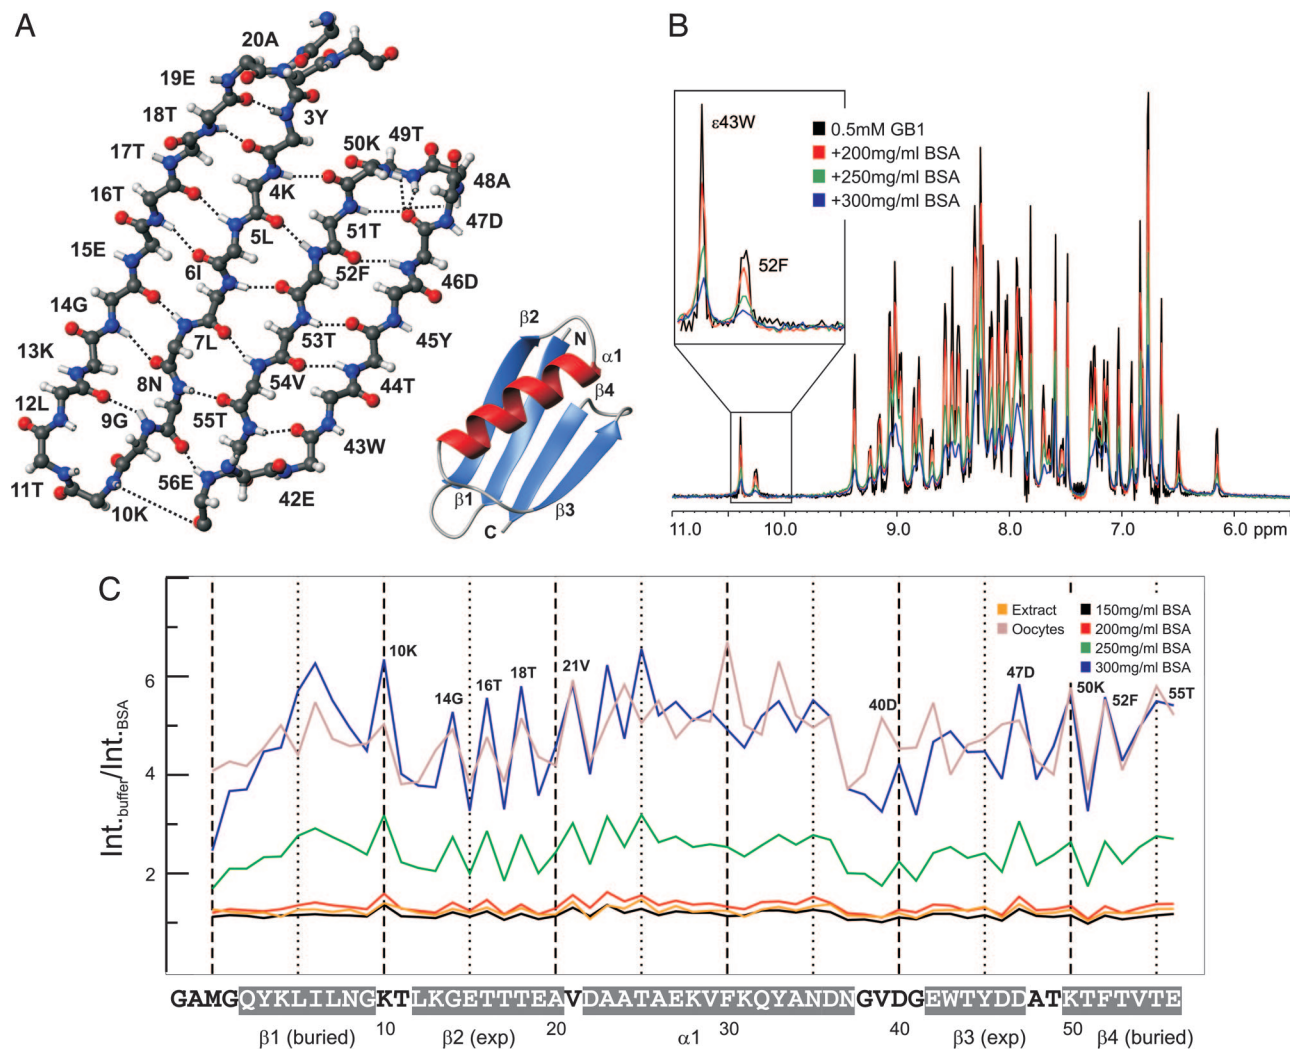 A
20A
19E
18T
17T
16T
15E
14G
13K
12L
11T
10K
3Y
4K
5L
6I
7L
8N
9G
50K
49T
48A
47D
51T
52F
46D
53T
45Y
54V
44T
55T
43W
56E
42E
β2
N
α1
β4
β1
C
β3
B
ε43W
52F
0.5mM GB1
+200mg/ml BSA
+250mg/ml BSA
+300mg/ml BSA
11.0 10.0 9.0 8.0 7.0 6.0 ppm
C
Int.buffer/Int.BSA
6
4
2
10K
14G
16T
18T
21V
40D
47D
50K
52F
55T
Extract
Oocytes
150mg/ml BSA
200mg/ml BSA
250mg/ml BSA
300mg/ml BSA
GAMGQYKLILNGKTLKGETTTEAVDAATAEKVFKQYANDNGVDGEWTYDDATKTFTVTE
β1 (buried) 10 β2 (exp) 20 α1 30 40 β3 (exp) 50 β4 (buried)